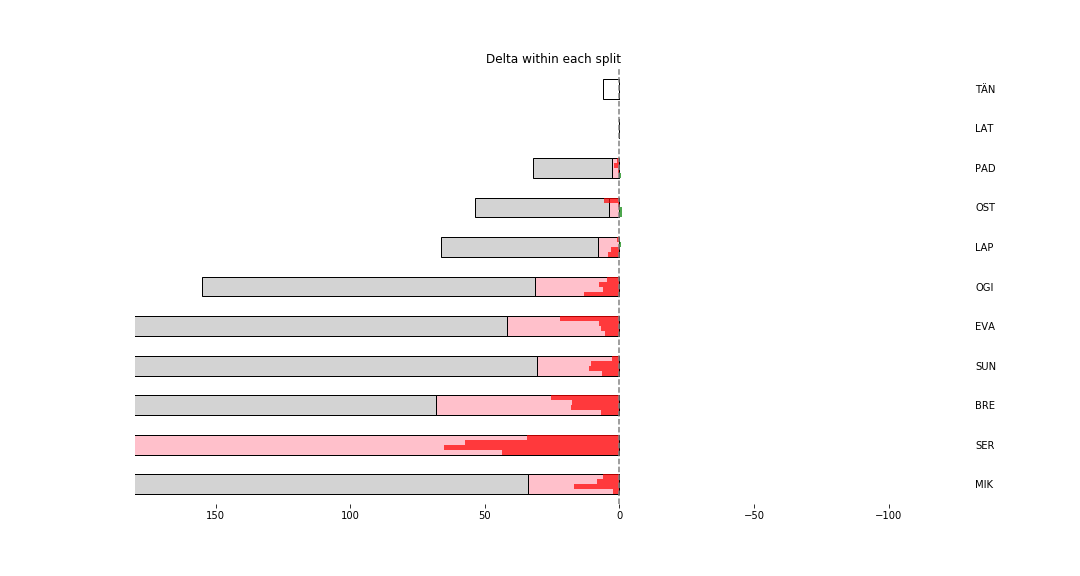 Delta within each split
TÄN
LAT
PAD
OST
LAP
OGI
EVA
SUN
BRE
SER
MIK
150 100 50 0 −50 −100